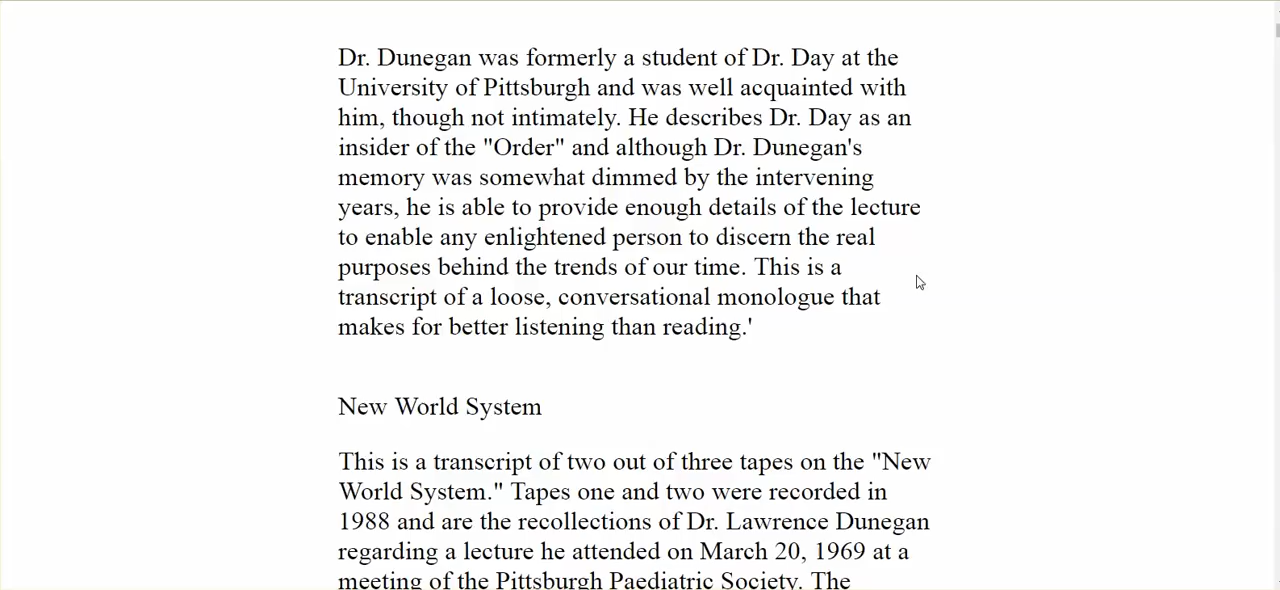 Dr. Dunegan was formerly a student of Dr. Day at the
University of Pittsburgh and was well acquainted with
him, though not intimately. He describes Dr. Day as an
insider of the "Order" and although Dr. Dunegan's
memory was somewhat dimmed by the intervening
years, he is able to provide enough details of the lecture
to enable any enlightened person to discern the real
purposes behind the trends of our time. This is a
transcript of a loose, conversational monologue that
makes for better listening than reading.'
New World System
This is a transcript of two out of three tapes on the "New
World System." Tapes one and two were recorded in
1988 and are the recollections of Dr. Lawrence Dunegan
regarding a lecture he attended on March 20, 1969 at a
meeting of the Pittsburgh Paediatric Society. The